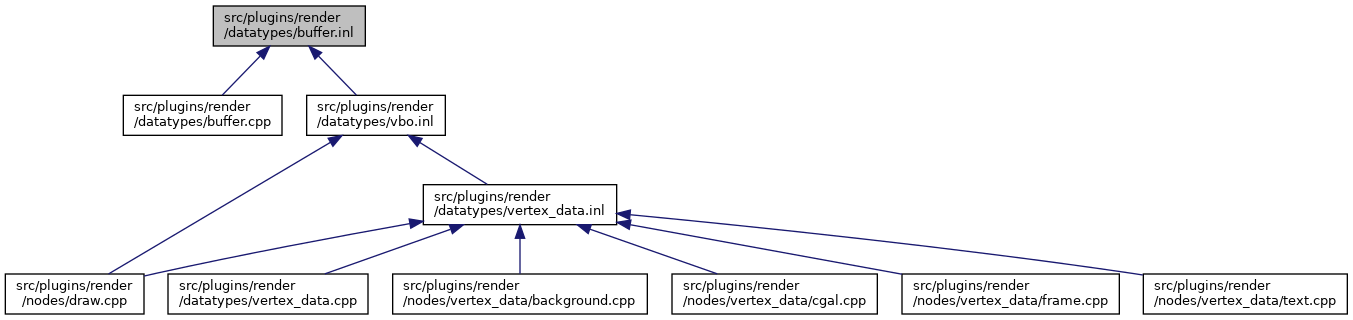 src/plugins/render
/datatypes/buffer.inl
src/plugins/render
/datatypes/buffer.cpp
src/plugins/render
/datatypes/vbo.inl
src/plugins/render
/datatypes/vertex_data.inl
src/plugins/render
/nodes/draw.cpp
src/plugins/render
/datatypes/vertex_data.cpp
src/plugins/render
/nodes/vertex_data/background.cpp
src/plugins/render
/nodes/vertex_data/cgal.cpp
src/plugins/render
/nodes/vertex_data/frame.cpp
src/plugins/render
/nodes/vertex_data/text.cpp